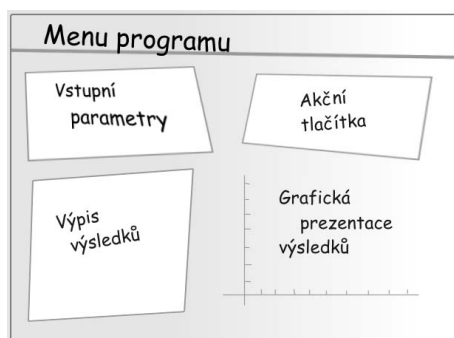 Menu programu
Vstupní
parametry
Akční
tlačítka
Výpis
výsledků
Grafická
prezentace
výsledků